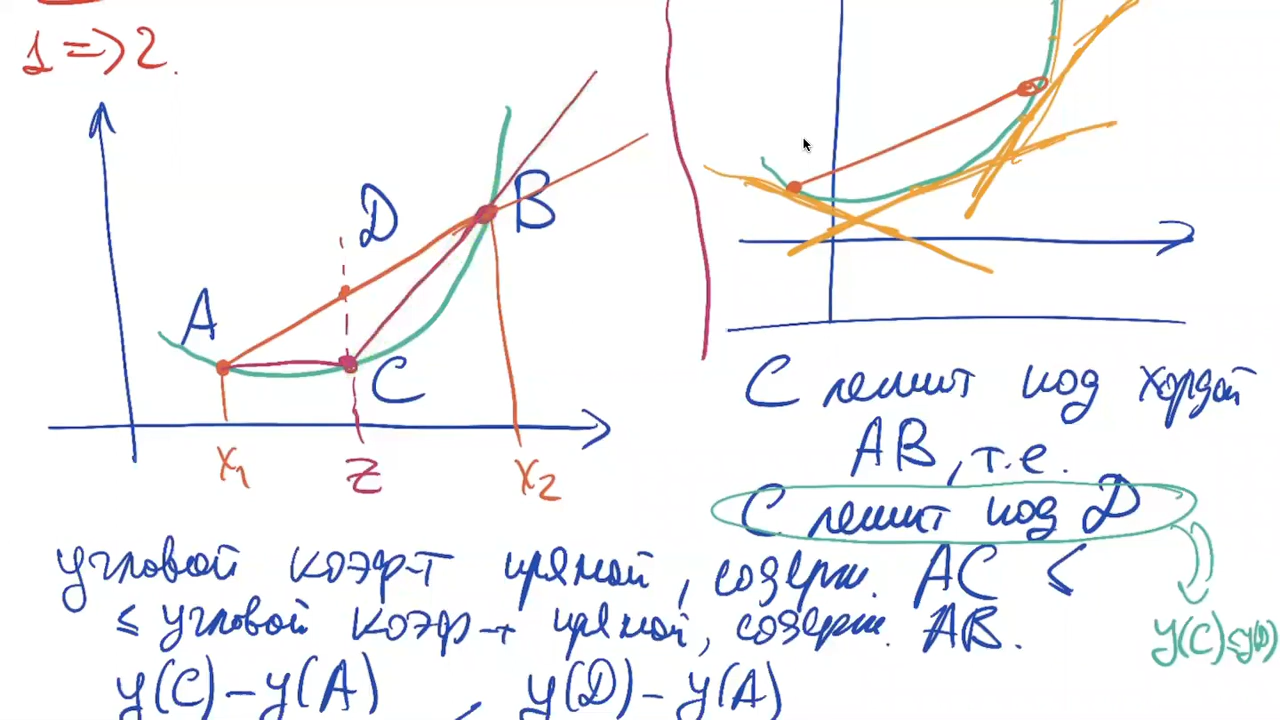 1 => 2.
D
B
A
C
x₁
z
x₂
C лежит под хордой
AB, т.е.
C лежит под D
угловой коэф-т прямой, содерж. AC ≤
≤ угловой коэф-т прямой, содерж. AB.
y(C) ≤ y(D)
y(C) - y(A)
y(D) - y(A)